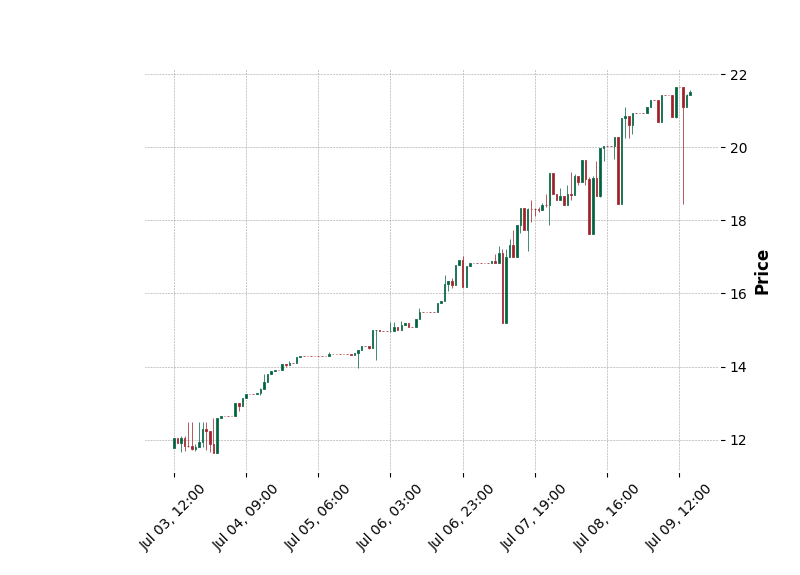 22
20
18
16
14
12
Price
Jul 03, 12:00
Jul 04, 09:00
Jul 05, 06:00
Jul 06, 03:00
Jul 06, 23:00
Jul 07, 19:00
Jul 08, 16:00
Jul 09, 12:00